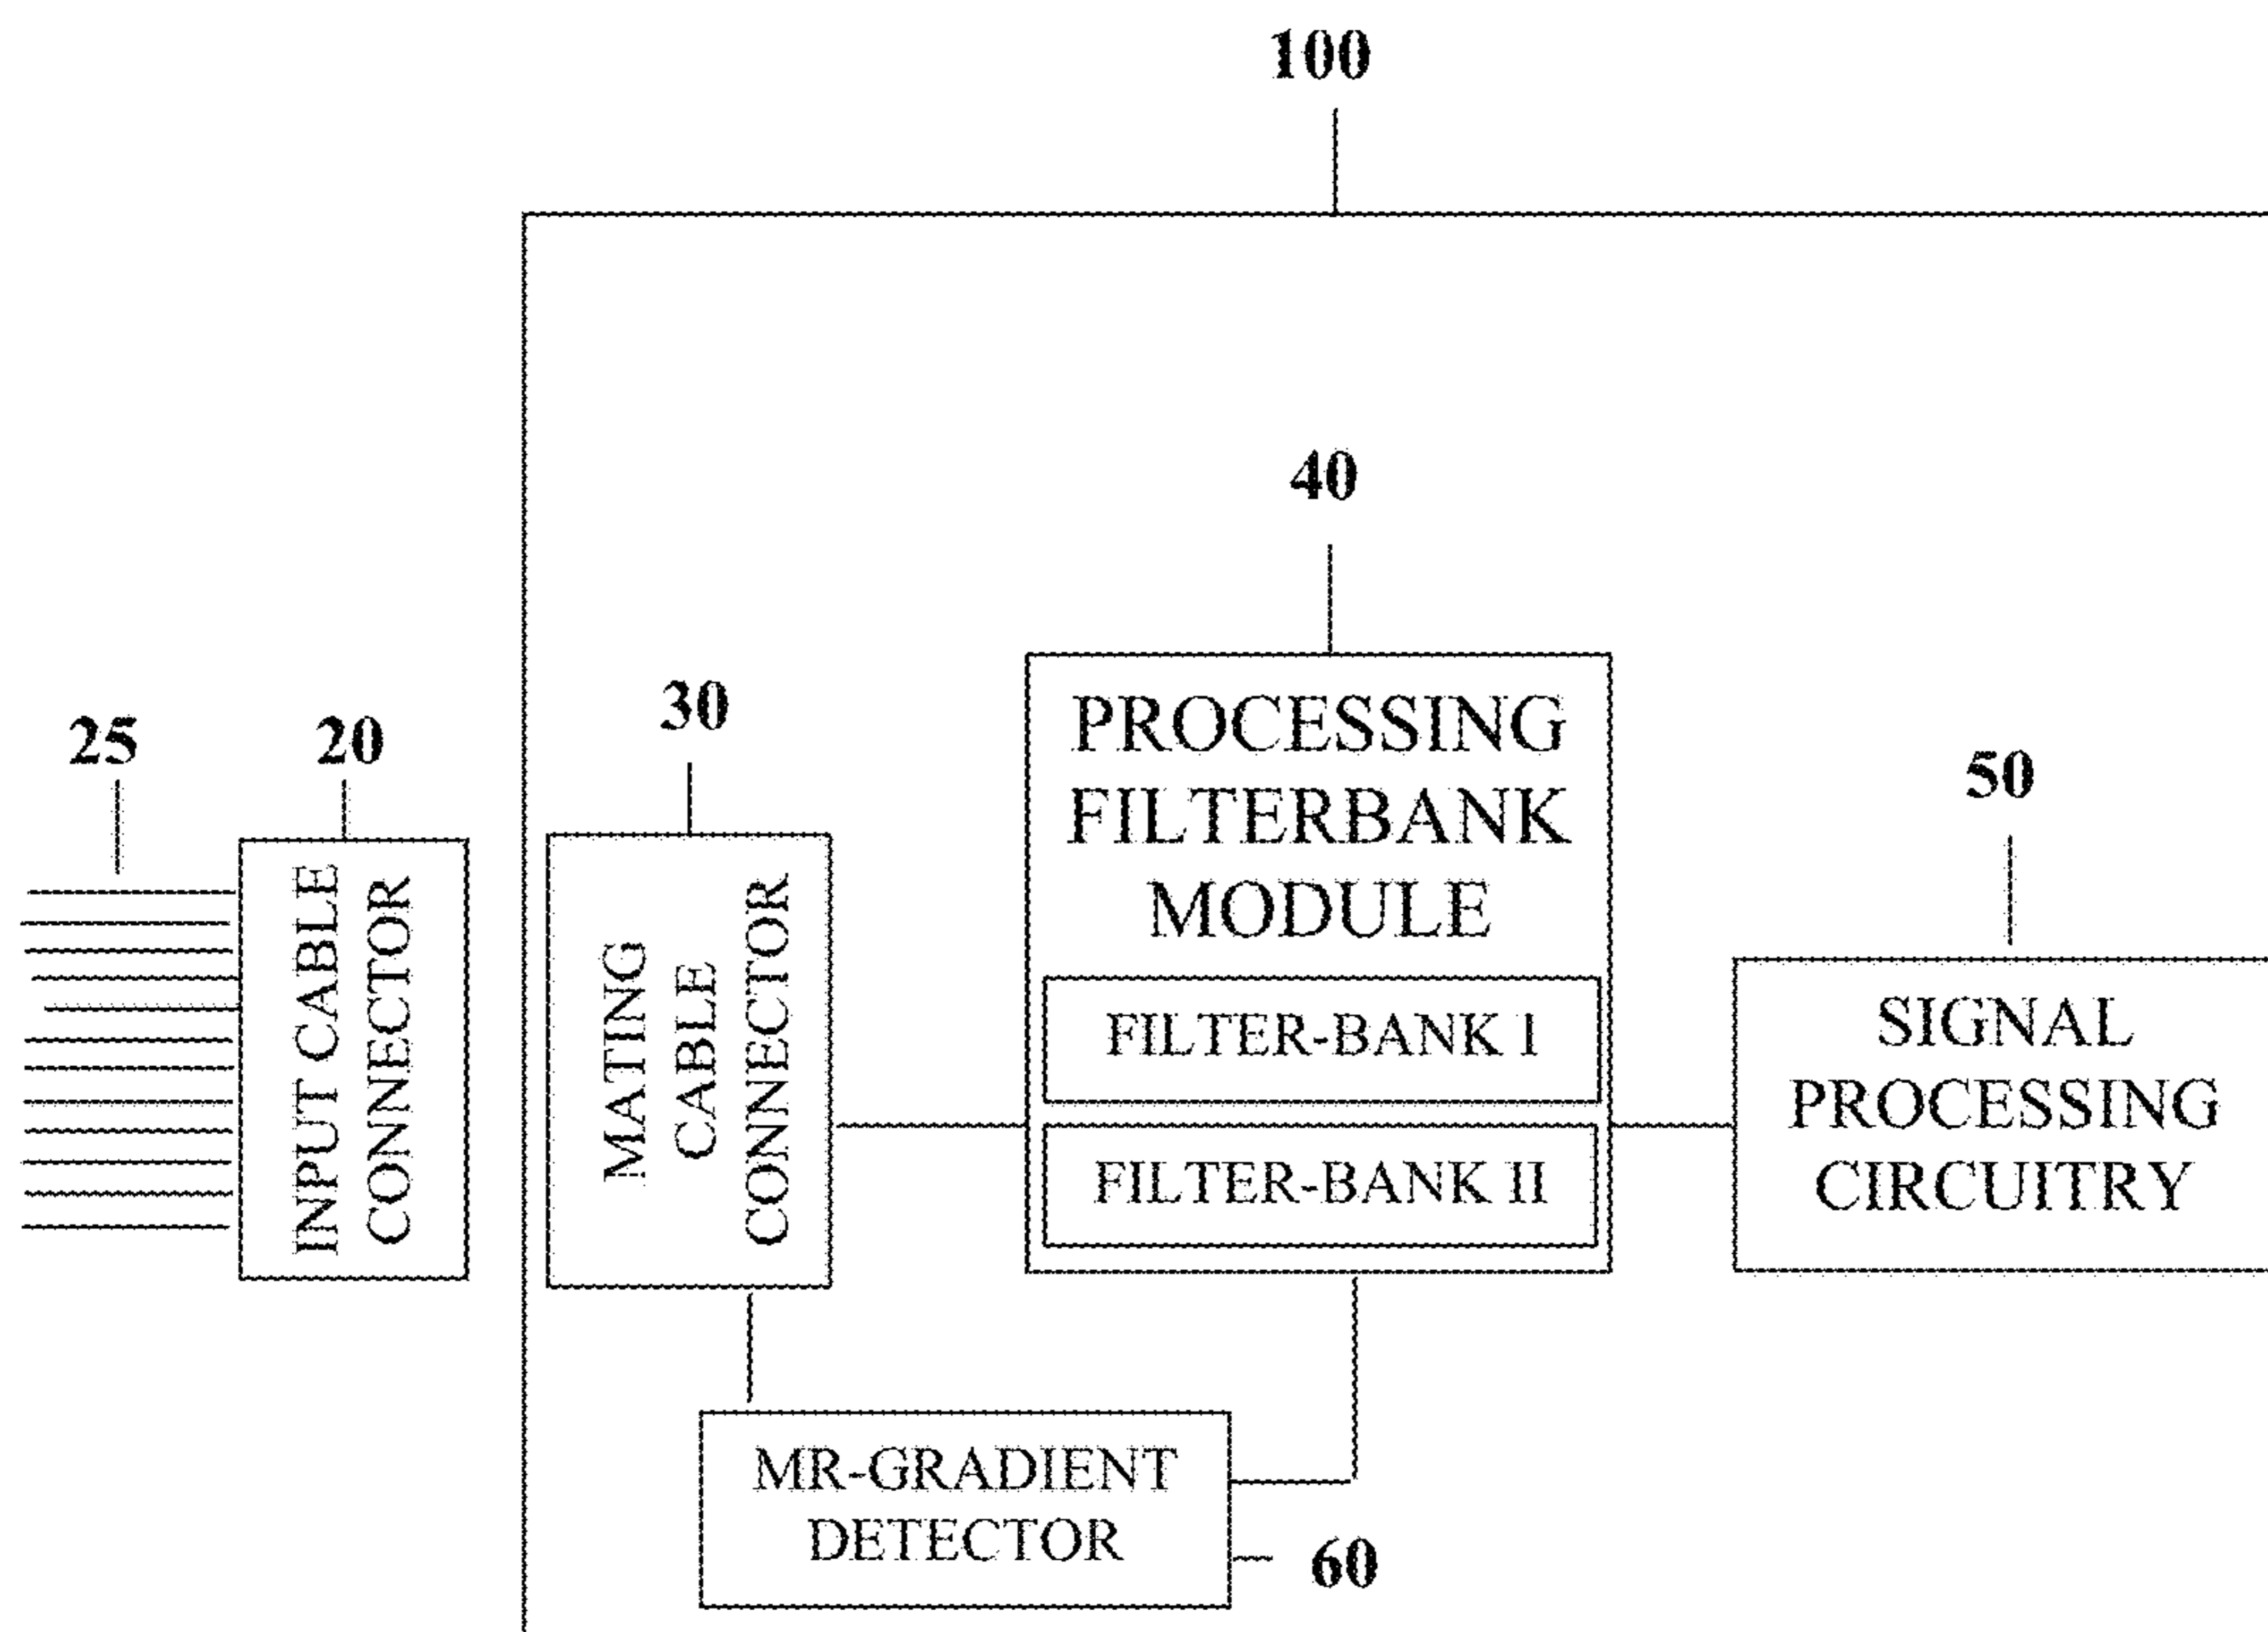 100
40
25
20
30
50
INPUT CABLE
CONNECTOR
MATING
CABLE
CONNECTOR
PROCESSING
FILTERBANK
MODULE
FILTER-BANK I
FILTER-BANK II
SIGNAL
PROCESSING
CIRCUITRY
MR-GRADIENT
DETECTOR
60